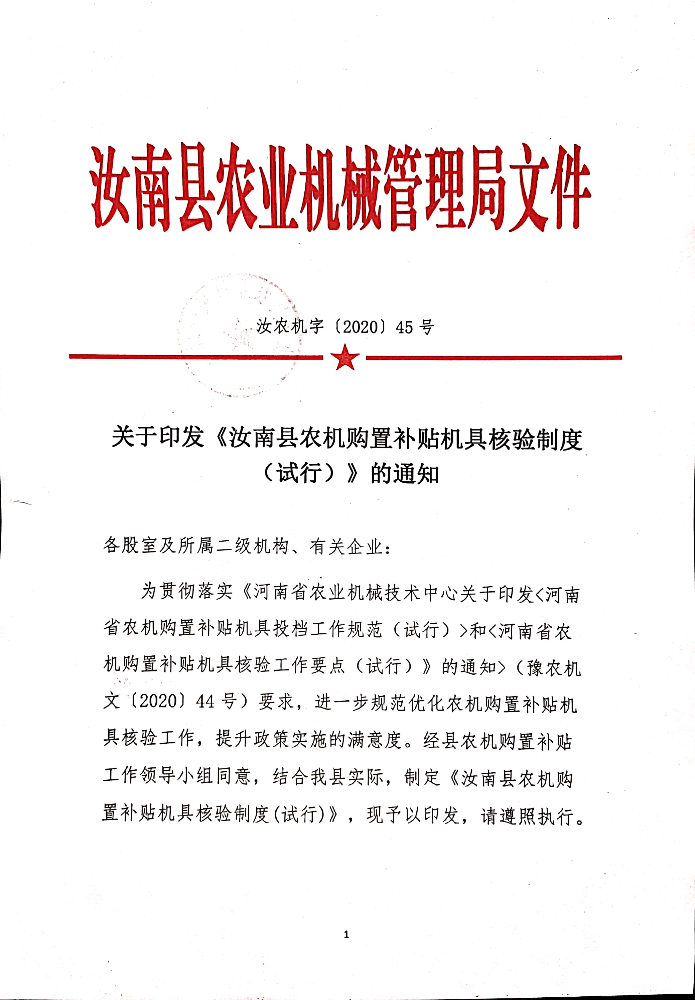 汝南县农业机械管理局文件
汝农机字〔2020〕45号
关于印发《汝南县农机购置补贴机具核验制度
（试行）》的通知
各股室及所属二级机构、有关企业：
为贯彻落实《河南省农业机械技术中心关于印发<河南
省农机购置补贴机具投档工作规范（试行）>和<河南省农
机购置补贴机具核验工作要点（试行）》的通知>（豫农机
文〔2020〕44号）要求，进一步规范优化农机购置补贴机
具核验工作，提升政策实施的满意度。经县农机购置补贴
工作领导小组同意，结合我县实际，制定《汝南县农机购
置补贴机具核验制度(试行)》，现予以印发，请遵照执行。
1